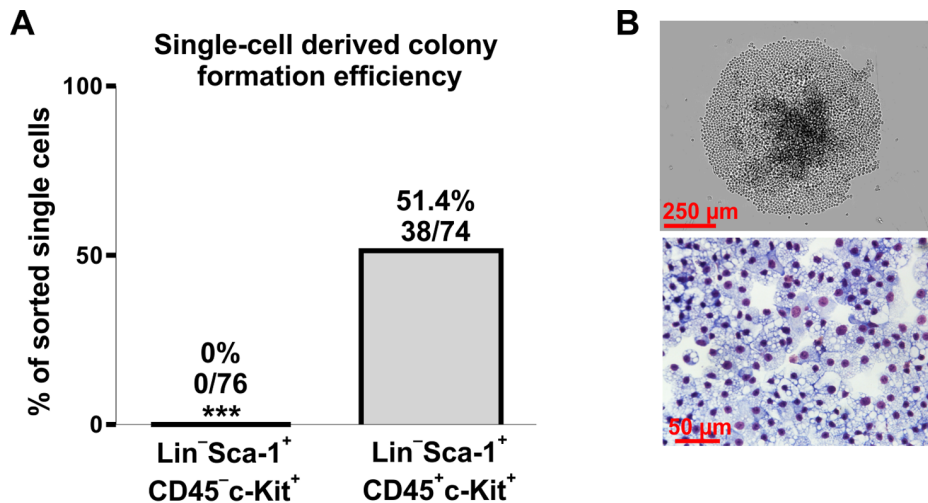 A
Single-cell derived colony
formation efficiency
% of sorted single cells
100
50
0
0%
0/76
***
51.4%
38/74
Lin⁻Sca-1⁺
CD45⁻c-Kit⁺
Lin⁻Sca-1⁺
CD45⁺c-Kit⁺
B
250 µm
50 µm